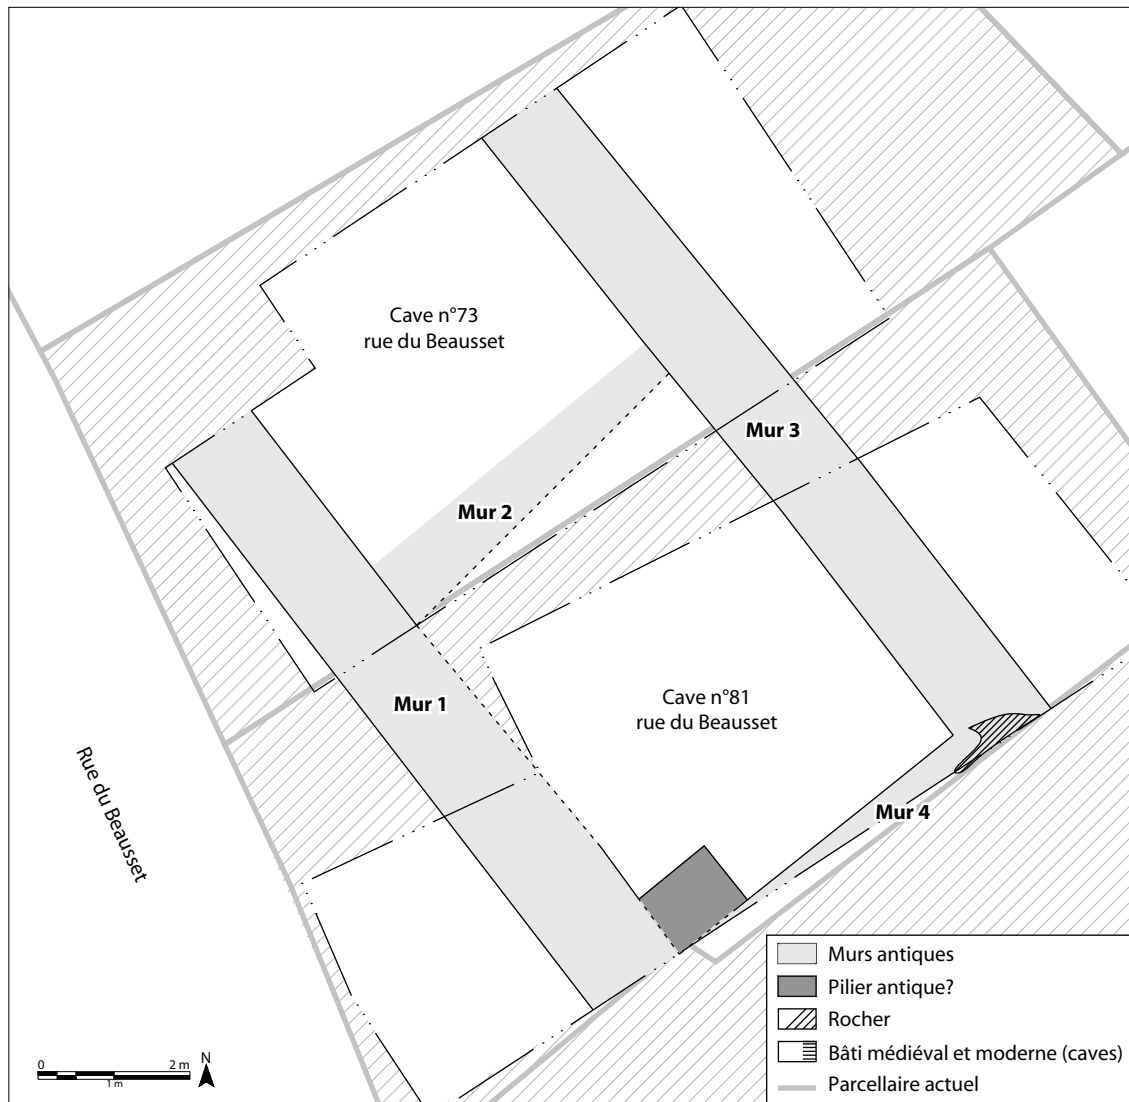 Cave n°73
rue du Beausset
Mur 3
Mur 2
Mur 1
Cave n°81
rue du Beausset
Rue du Beausset
Mur 4
Murs antiques
Pilier antique?
Rocher
Bâti médiéval et moderne (caves)
Parcellaire actuel
0 2 m
1 m
N